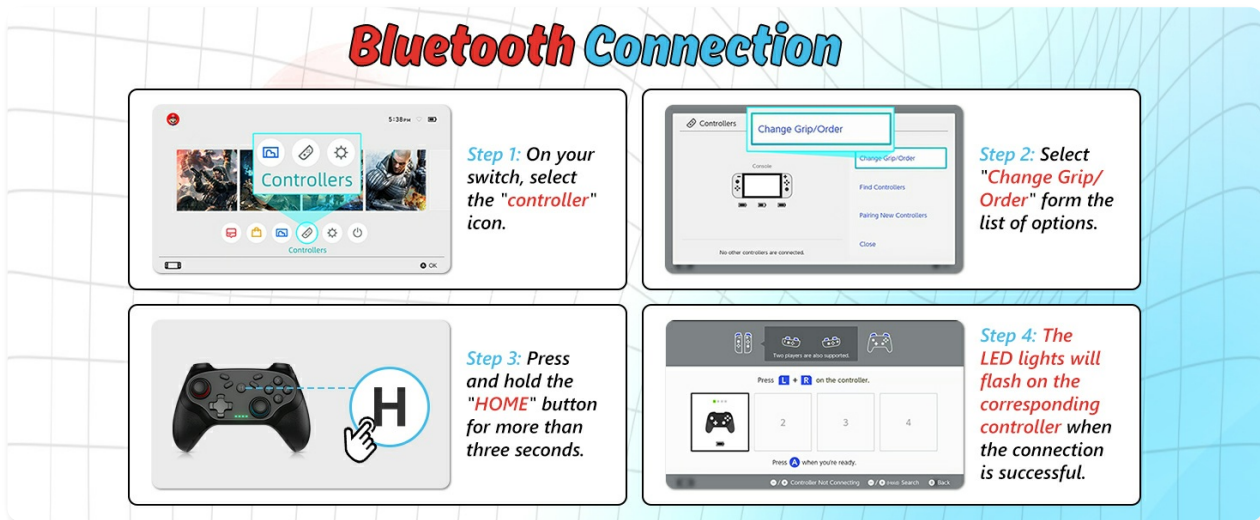 Bluetooth Connection
5:38PM
Controllers
Controllers
OK
Step 1: On your
switch, select
the "controller"
icon.
Controllers
Change Grip/Order
Console
Change Grip/Order
Find Controllers
Pairing New Controllers
Close
No other controllers are connected.
Step 2: Select
"Change Grip/
Order" form the
list of options.
H
Step 3: Press
and hold the
"HOME" button
for more than
three seconds.
Two players are also supported.
Press L + R on the controller.
2 3 4
Press A when you're ready.
Controller Not Connecting Search Back
Step 4: The
LED lights will
flash on the
corresponding
controller when
the connection
is successful.